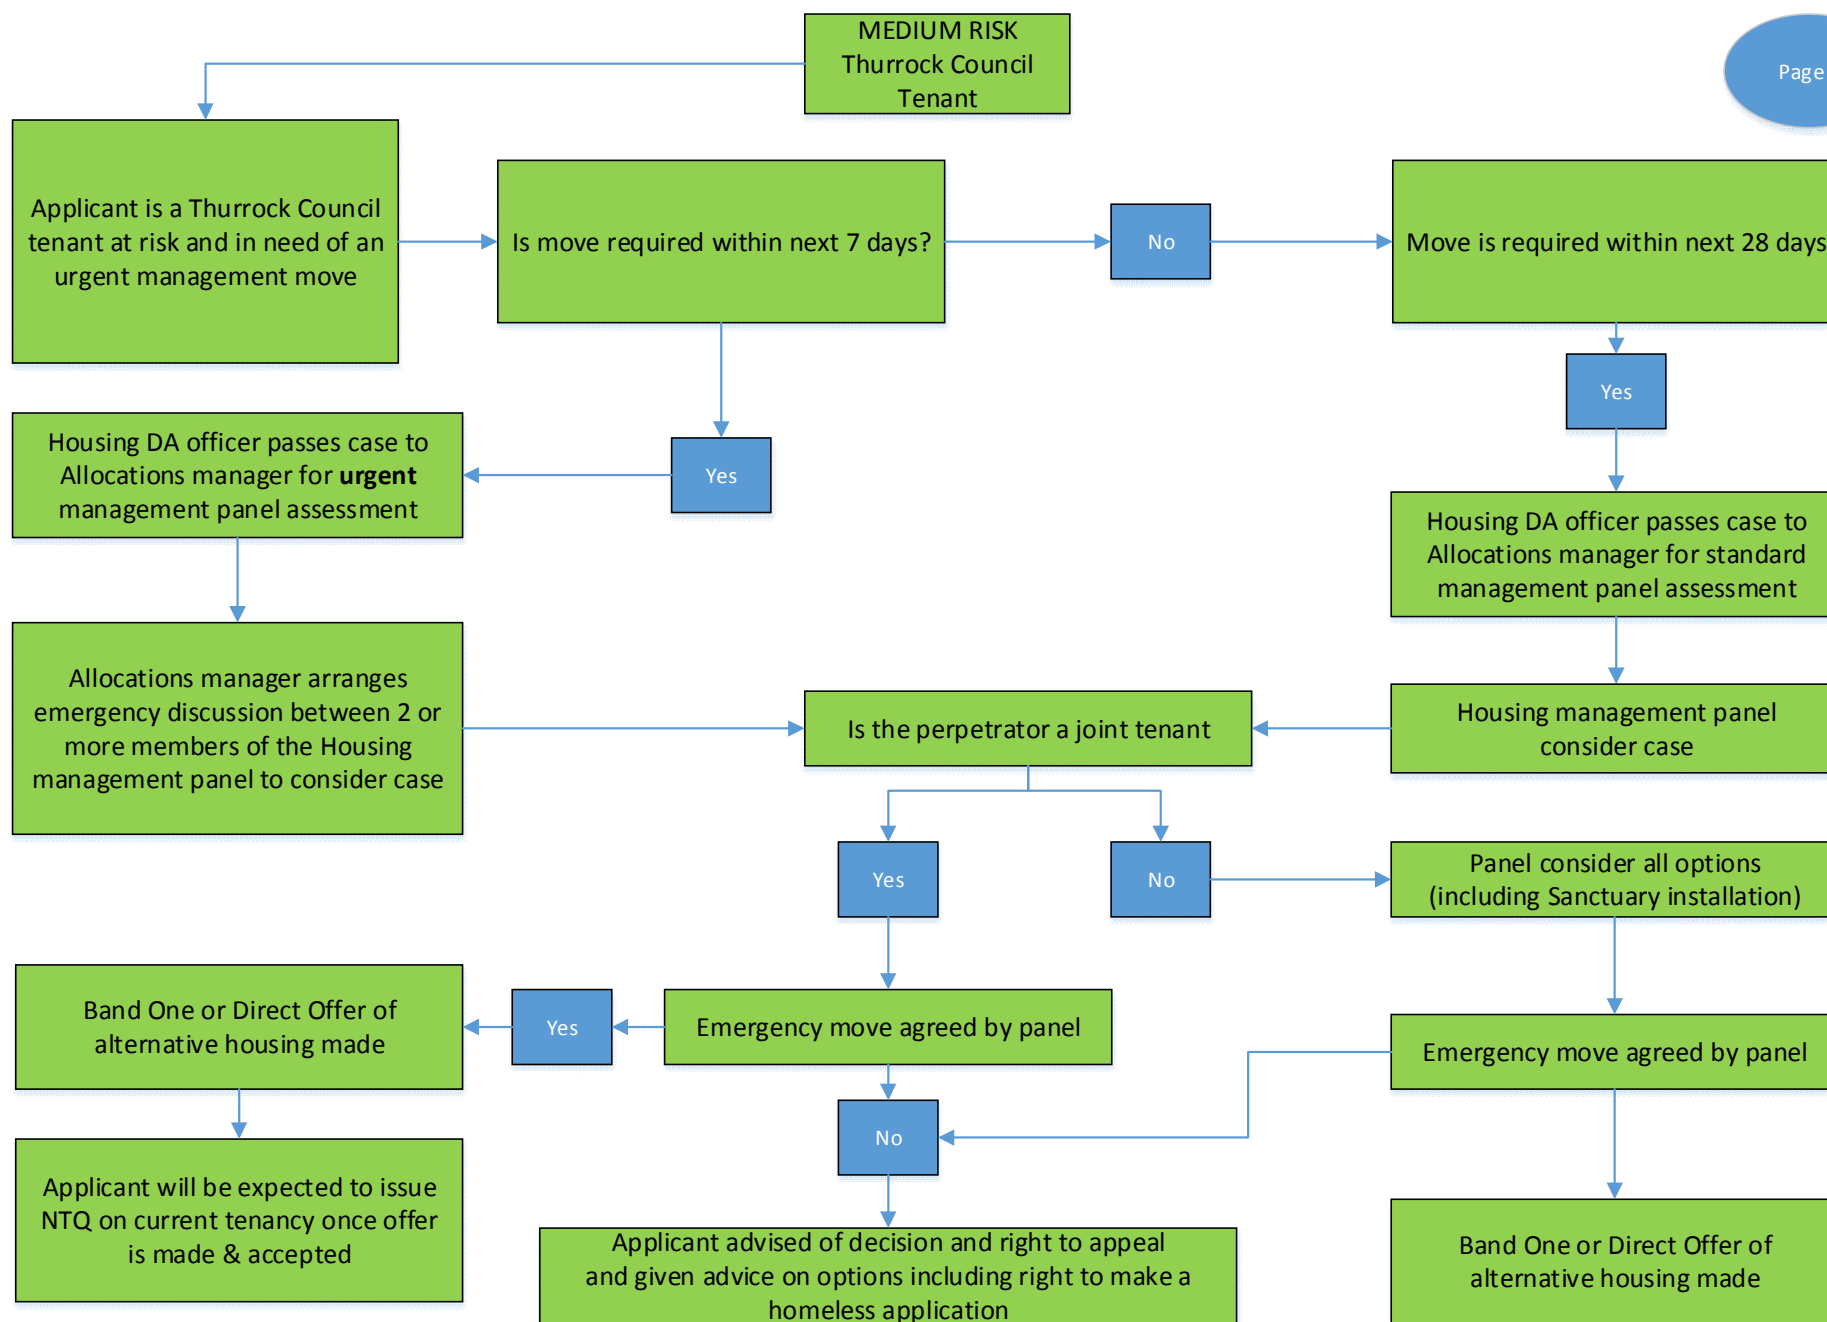 MEDIUM RISK
Thurrock Council
Tenant
Page
Applicant is a Thurrock Council
tenant at risk and in need of an
urgent management move
Is move required within next 7 days?
No
Move is required within next 28 days
Yes
Housing DA officer passes case to
Allocations manager for urgent
management panel assessment
Yes
Housing DA officer passes case to
Allocations manager for standard
management panel assessment
Allocations manager arranges
emergency discussion between 2 or
more members of the Housing
management panel to consider case
Is the perpetrator a joint tenant
Housing management panel
consider case
Yes
No
Panel consider all options
(including Sanctuary installation)
Band One or Direct Offer of
alternative housing made
Yes
Emergency move agreed by panel
Emergency move agreed by panel
No
Applicant will be expected to issue
NTQ on current tenancy once offer
is made & accepted
Applicant advised of decision and right to appeal
and given advice on options including right to make a
homeless application
Band One or Direct Offer of
alternative housing made